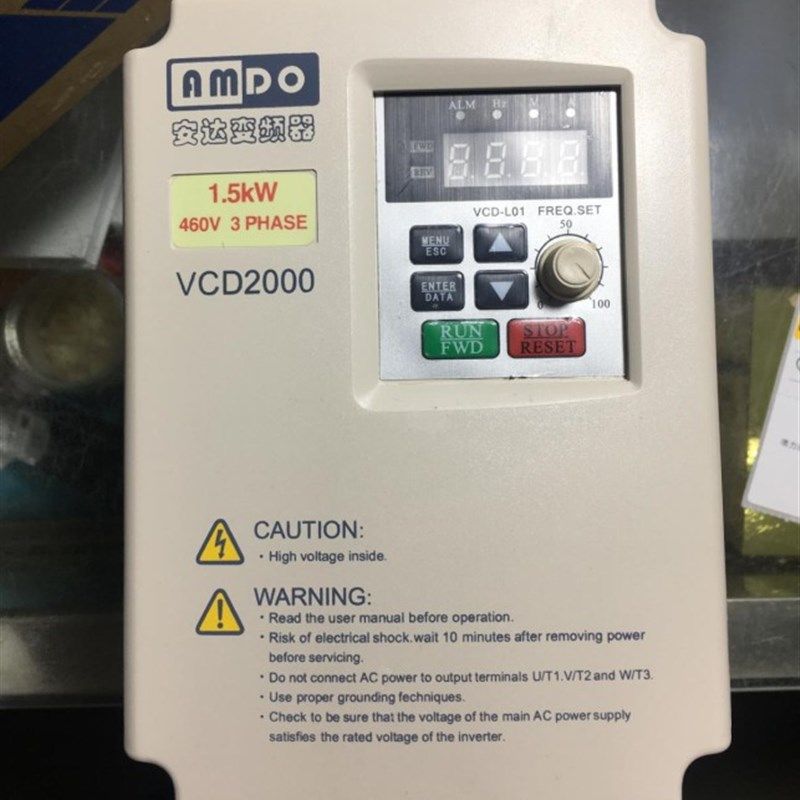 AMDO
安达变频器
1.5kW
460V 3 PHASE
VCD2000
ALM Hz V A
FWD
REV
VCD-L01 FREQ.SET
50
0 100
MENU
ESC
ENTER
DATA
RUN
FWD
STOP
RESET
CAUTION:
· High voltage inside.
WARNING:
· Read the user manual before operation.
· Risk of electrical shock.wait 10 minutes after removing power
before servicing.
· Do not connect AC power to output terminals U/T1.V/T2 and W/T3.
· Use proper grounding fechniques.
· Check to be sure that the voltage of the main AC power supply
satisfies the rated voltage of the inverter.